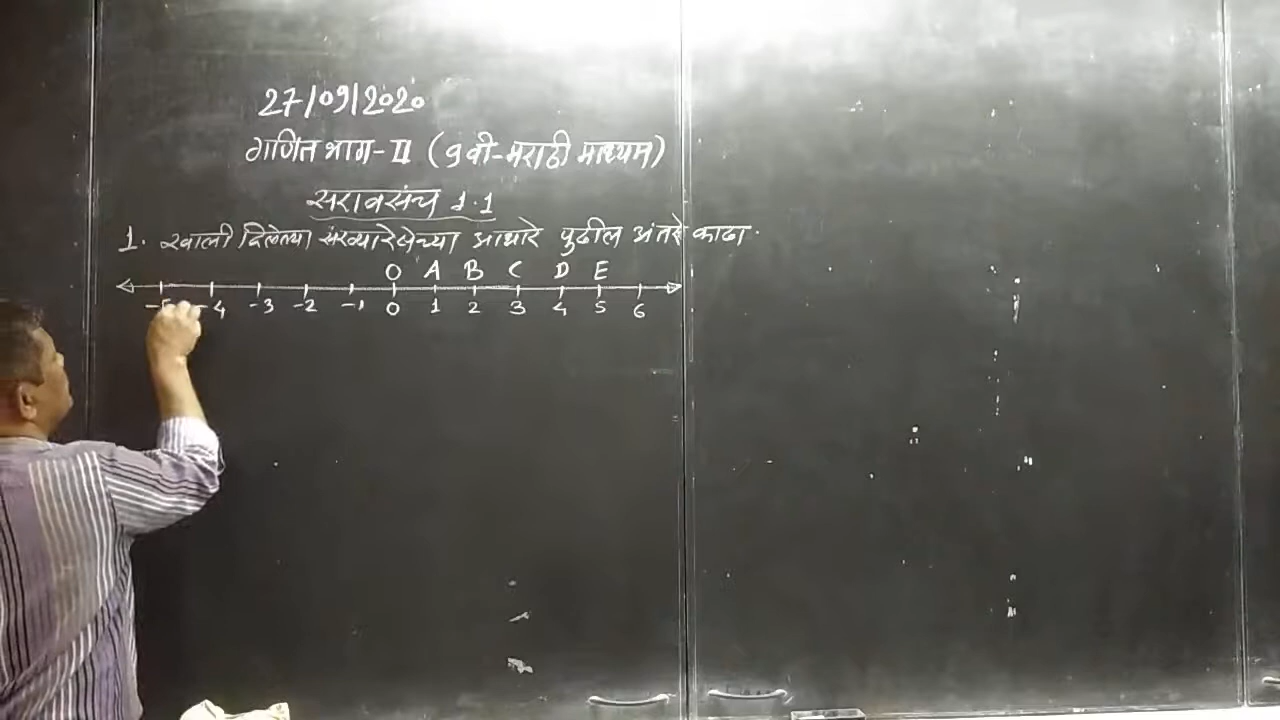 27/09/2020
गणित भाग-II (9वी-मराठी माध्यम)
सरावसंच 1.1
1. खाली दिलेल्या संख्यारेषेच्या आधारे पुढील अंतरे काढा.
O A B C D E
-5 -4 -3 -2 -1 0 1 2 3 4 5 6